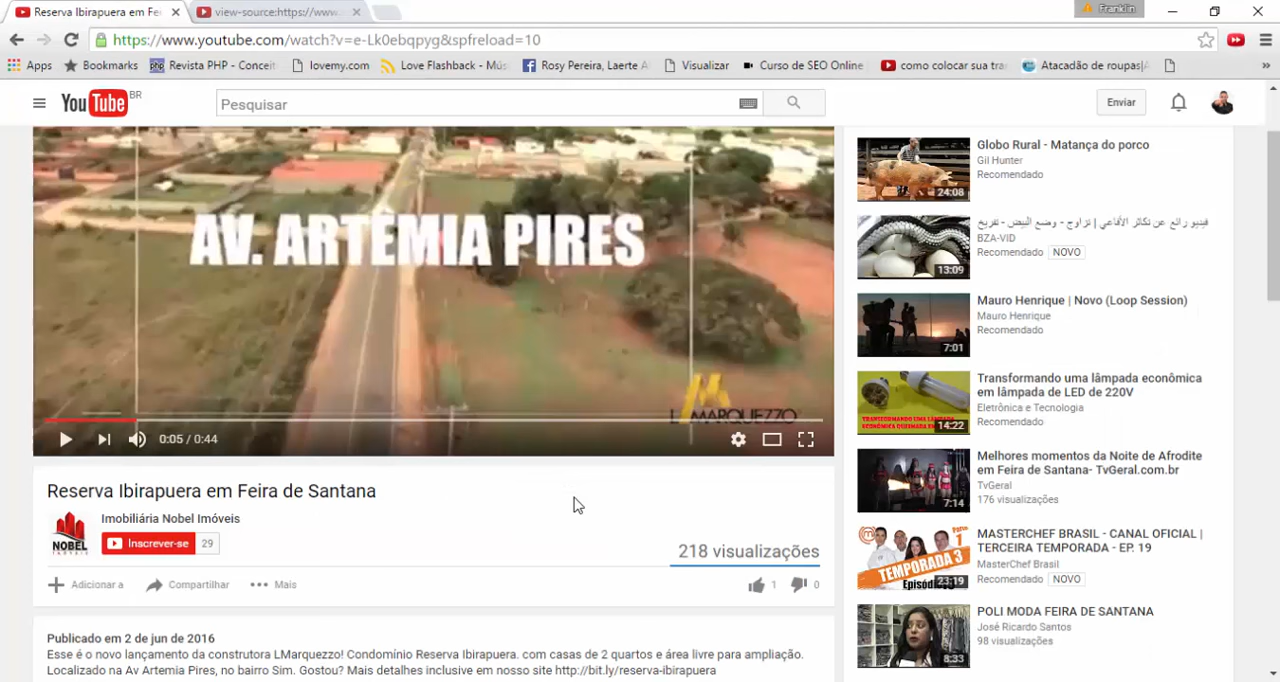 Reserva Ibirapuera em Fe
view-source:https://www.
Franklin
https://www.youtube.com/watch?v=e-Lk0ebqpyg&spfreload=10
Apps
Bookmarks
php
Revista PHP - Conceit
lovemy.com
Love Flashback - Mús
Rosy Pereira, Laerte A
Visualizar
Curso de SEO Online
como colocar sua tra
Atacadão de roupas|A
YouTube BR
Pesquisar
Enviar
AV. ARTEMIA PIRES
LMARQUEZZO
0:05 / 0:44
Reserva Ibirapuera em Feira de Santana
NOBEL
Imobiliária Nobel Imóveis
Inscrever-se 29
218 visualizações
Adicionar a
Compartilhar
Mais
1
0
Publicado em 2 de jun de 2016
Esse é o novo lançamento da construtora LMarquezzo! Condomínio Reserva Ibirapuera. com casas de 2 quartos e área livre para ampliação.
Localizado na Av Artemia Pires, no bairro Sim. Gostou? Mais detalhes inclusive em nosso site http://bit.ly/reserva-ibirapuera
24:08
Globo Rural - Matança do porco
Gil Hunter
Recomendado
13:09
فيديو رائع عن تكاثر الأفاعي | تزاوج - وضع البيض - تفريخ
BZA-VID
Recomendado NOVO
7:01
Mauro Henrique | Novo (Loop Session)
Mauro Henrique
Recomendado
14:22
Transformando uma lâmpada econômica
em lâmpada de LED de 220V
Eletrônica e Tecnologia
Recomendado
7:14
Melhores momentos da Noite de Afrodite
em Feira de Santana- TvGeral.com.br
TvGeral
176 visualizações
TEMPORADA 3
23:19
MASTERCHEF BRASIL - CANAL OFICIAL |
TERCEIRA TEMPORADA - EP. 19
MasterChef Brasil
Recomendado NOVO
8:33
POLI MODA FEIRA DE SANTANA
José Ricardo Santos
98 visualizações